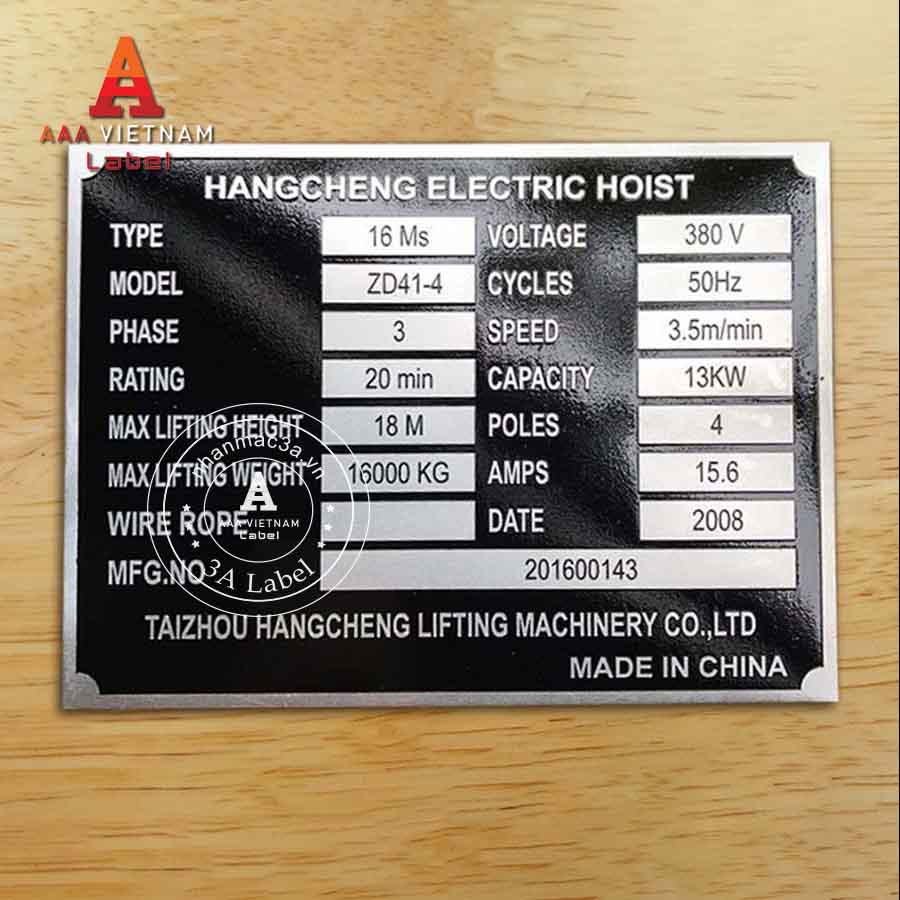 A
AAA VIETNAM
Label
HANGCHENG ELECTRIC HOIST
TYPE 16 Ms VOLTAGE 380 V
MODEL ZD41-4 CYCLES 50Hz
PHASE 3 SPEED 3.5m/min
RATING 20 min CAPACITY 13KW
MAX LIFTING HEIGHT 18 M POLES 4
MAX LIFTING WEIGHT 16000 KG AMPS 15.6
WIRE ROPE DATE 2008
MFG.NO 201600143
TAIZHOU HANGCHENG LIFTING MACHINERY CO.,LTD
MADE IN CHINA
nhanmac3a.vn
A
AAA VIETNAM
Label
3A Label